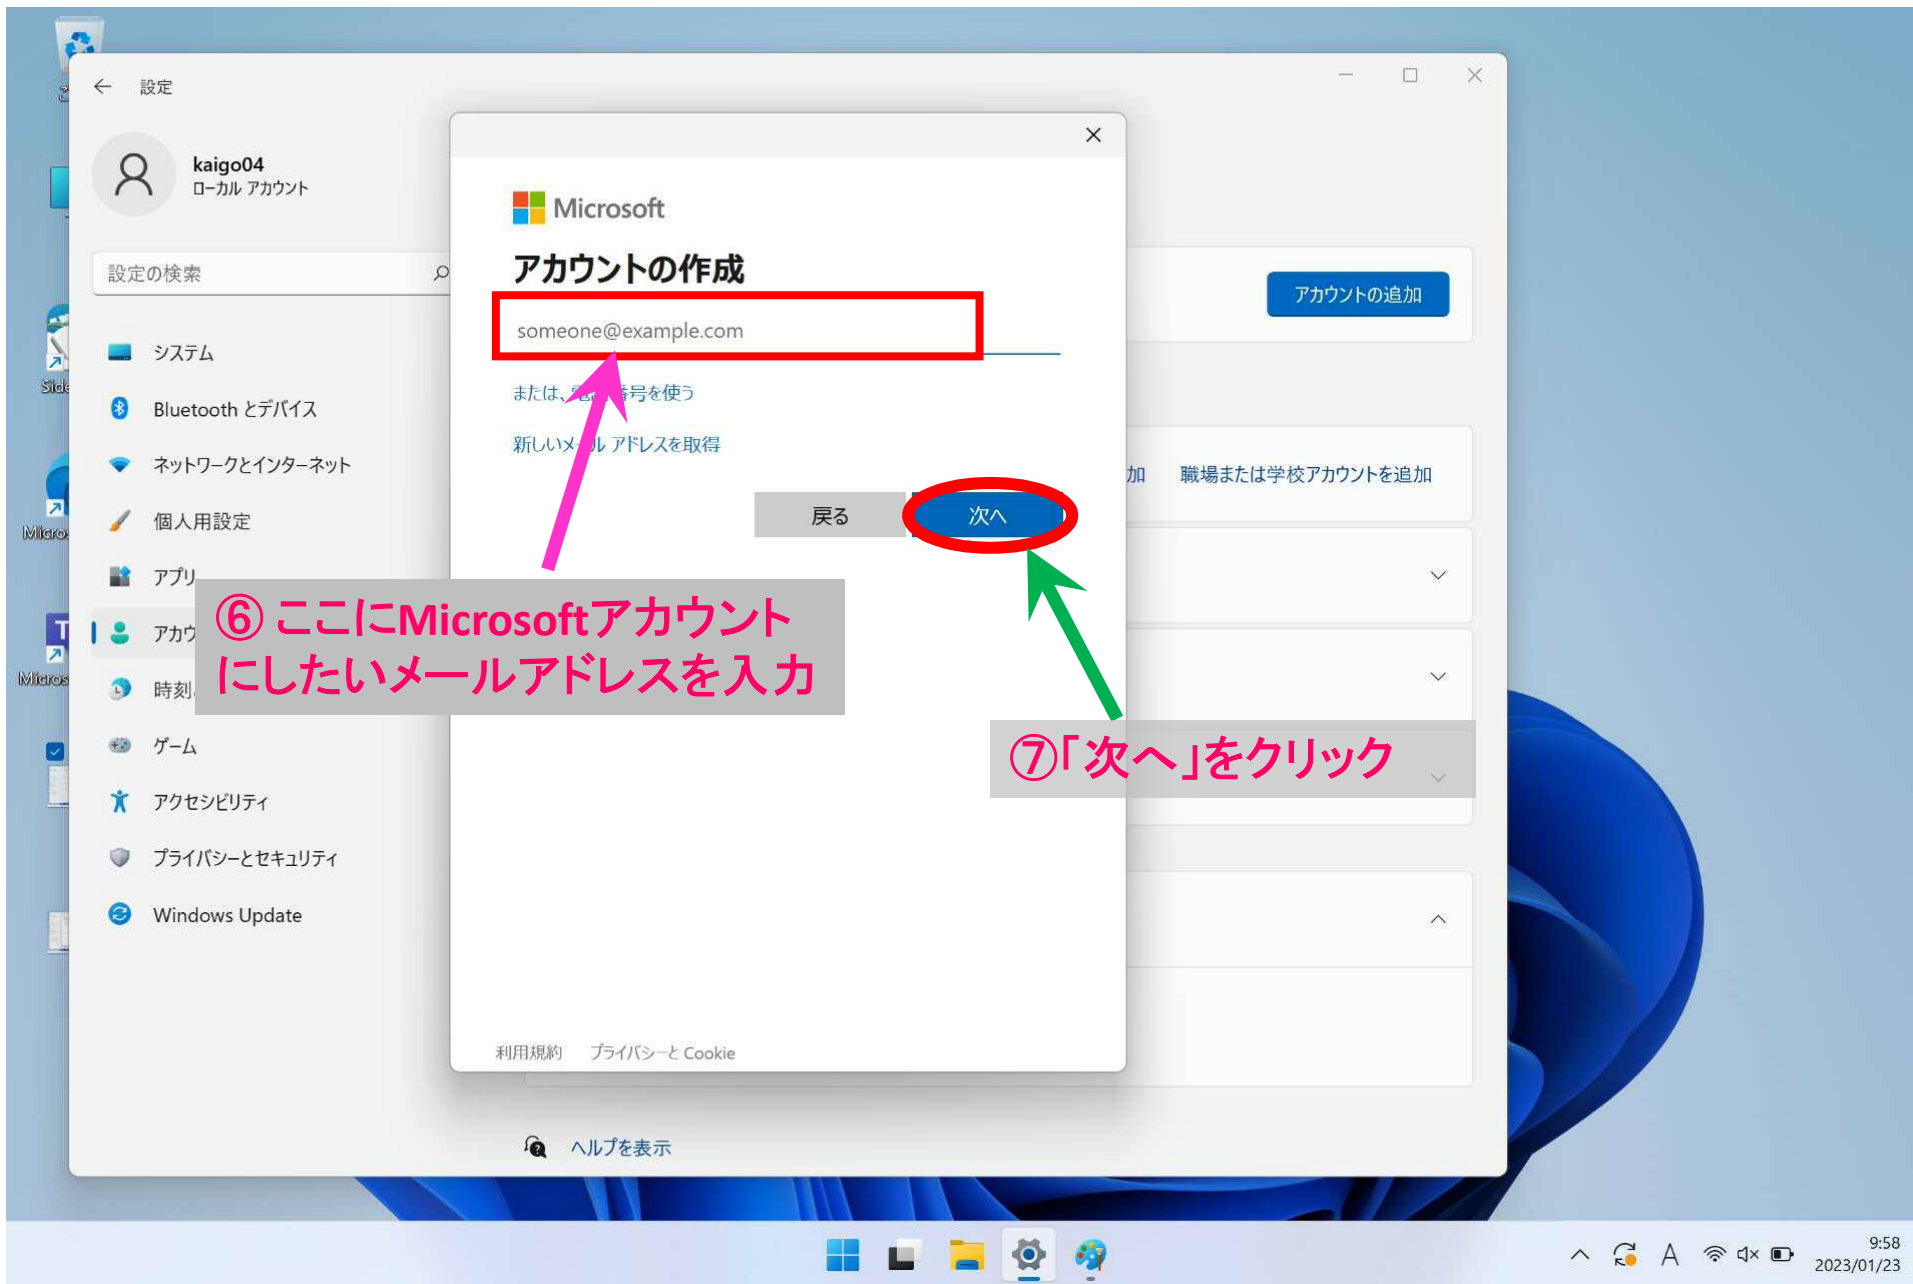 設定
kaigo04
ローカル アカウント
設定の検索
システム
Bluetooth とデバイス
ネットワークとインターネット
個人用設定
アプリ
アカウ
時刻
ゲーム
アクセシビリティ
プライバシーとセキュリティ
Windows Update
Microsoft
アカウントの作成
someone@example.com
または、電話番号を使う
新しいメール アドレスを取得
戻る
次へ
⑥ ここにMicrosoftアカウント
にしたいメールアドレスを入力
⑦「次へ」をクリック
利用規約 プライバシーと Cookie
アカウントの追加
加 職場または学校アカウントを追加
ヘルプを表示
Side
Micros
Micros
A
9:58
2023/01/23